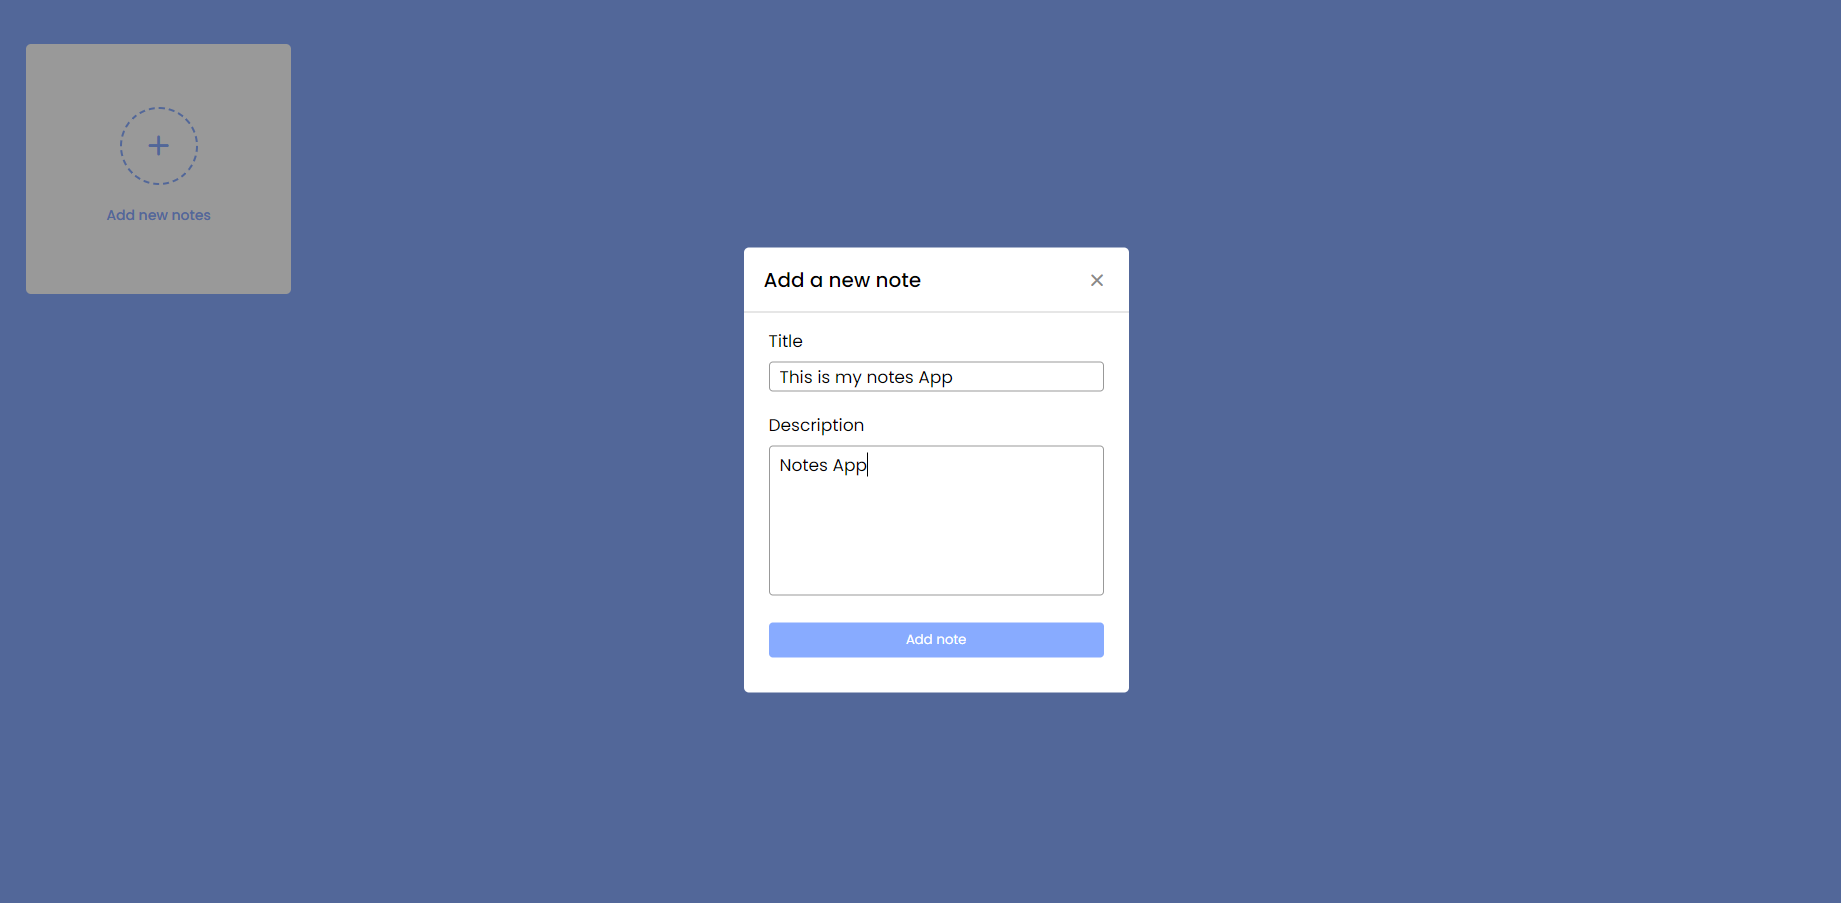 Add new notes
Add a new note
Title
This is my notes App
Description
Notes App
Add note